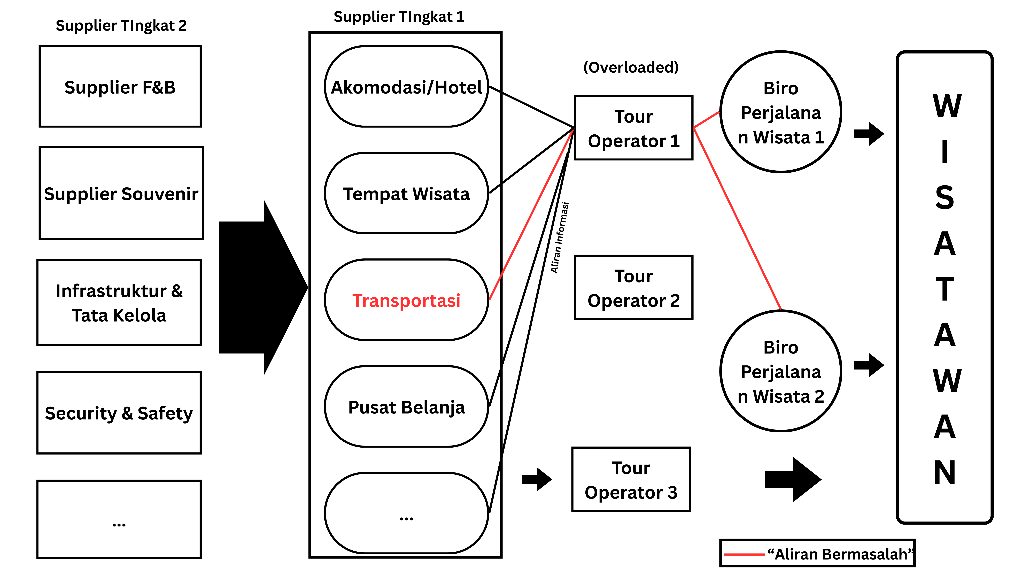 Supplier TIngkat 2
Supplier F&B
Supplier Souvenir
Infrastruktur &
Tata Kelola
Security & Safety
...
Supplier TIngkat 1
Akomodasi/Hotel
Tempat Wisata
Transportasi
Pusat Belanja
...
Aliran Informasi
(Overloaded)
Tour
Operator 1
Tour
Operator 2
Tour
Operator 3
Biro
Perjalana
n Wisata 1
Biro
Perjalana
n Wisata 2
W
I
S
A
T
A
W
A
N
“Aliran Bermasalah”